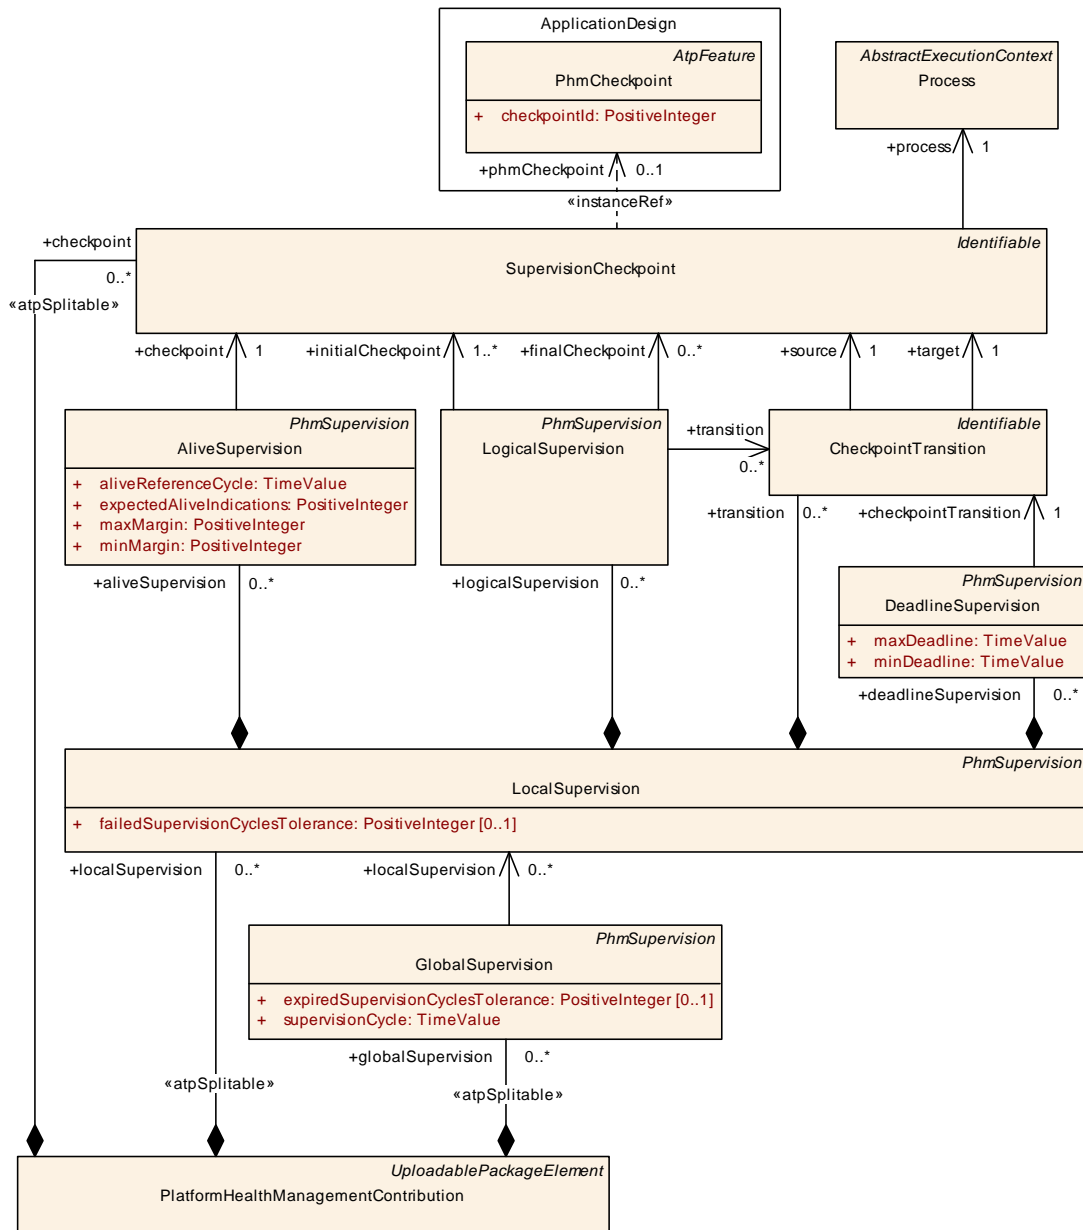 ApplicationDesign
AtpFeature
PhmCheckpoint
+ checkpointId: PositiveInteger
+phmCheckpoint 0..1
«instanceRef»
AbstractExecutionContext
Process
+process 1
+checkpoint
0..*
«atpSplitable»
Identifiable
SupervisionCheckpoint
+checkpoint 1
+initialCheckpoint 1..*
+finalCheckpoint 0..*
+source 1
+target 1
PhmSupervision
AliveSupervision
+ aliveReferenceCycle: TimeValue
+ expectedAliveIndications: PositiveInteger
+ maxMargin: PositiveInteger
+ minMargin: PositiveInteger
PhmSupervision
LogicalSupervision
+transition
0..*
Identifiable
CheckpointTransition
+transition 0..*
+checkpointTransition 1
+aliveSupervision 0..*
+logicalSupervision 0..*
PhmSupervision
DeadlineSupervision
+ maxDeadline: TimeValue
+ minDeadline: TimeValue
+deadlineSupervision 0..*
PhmSupervision
LocalSupervision
+ failedSupervisionCyclesTolerance: PositiveInteger [0..1]
+localSupervision 0..*
+localSupervision 0..*
PhmSupervision
GlobalSupervision
+ expiredSupervisionCyclesTolerance: PositiveInteger [0..1]
+ supervisionCycle: TimeValue
+globalSupervision 0..*
«atpSplitable»
«atpSplitable»
UploadablePackageElement
PlatformHealthManagementContribution